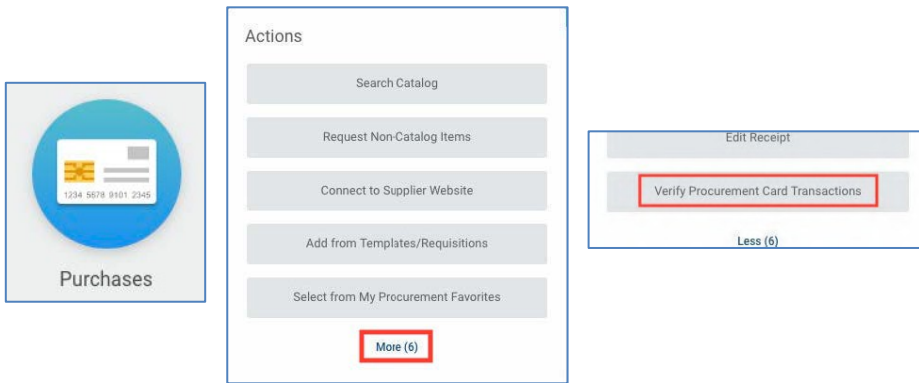 1234 5678 9101 2345
Purchases
Actions
Search Catalog
Request Non-Catalog Items
Connect to Supplier Website
Add from Templates/Requisitions
Select from My Procurement Favorites
More (6)
Edit Receipt
Verify Procurement Card Transactions
Less (6)